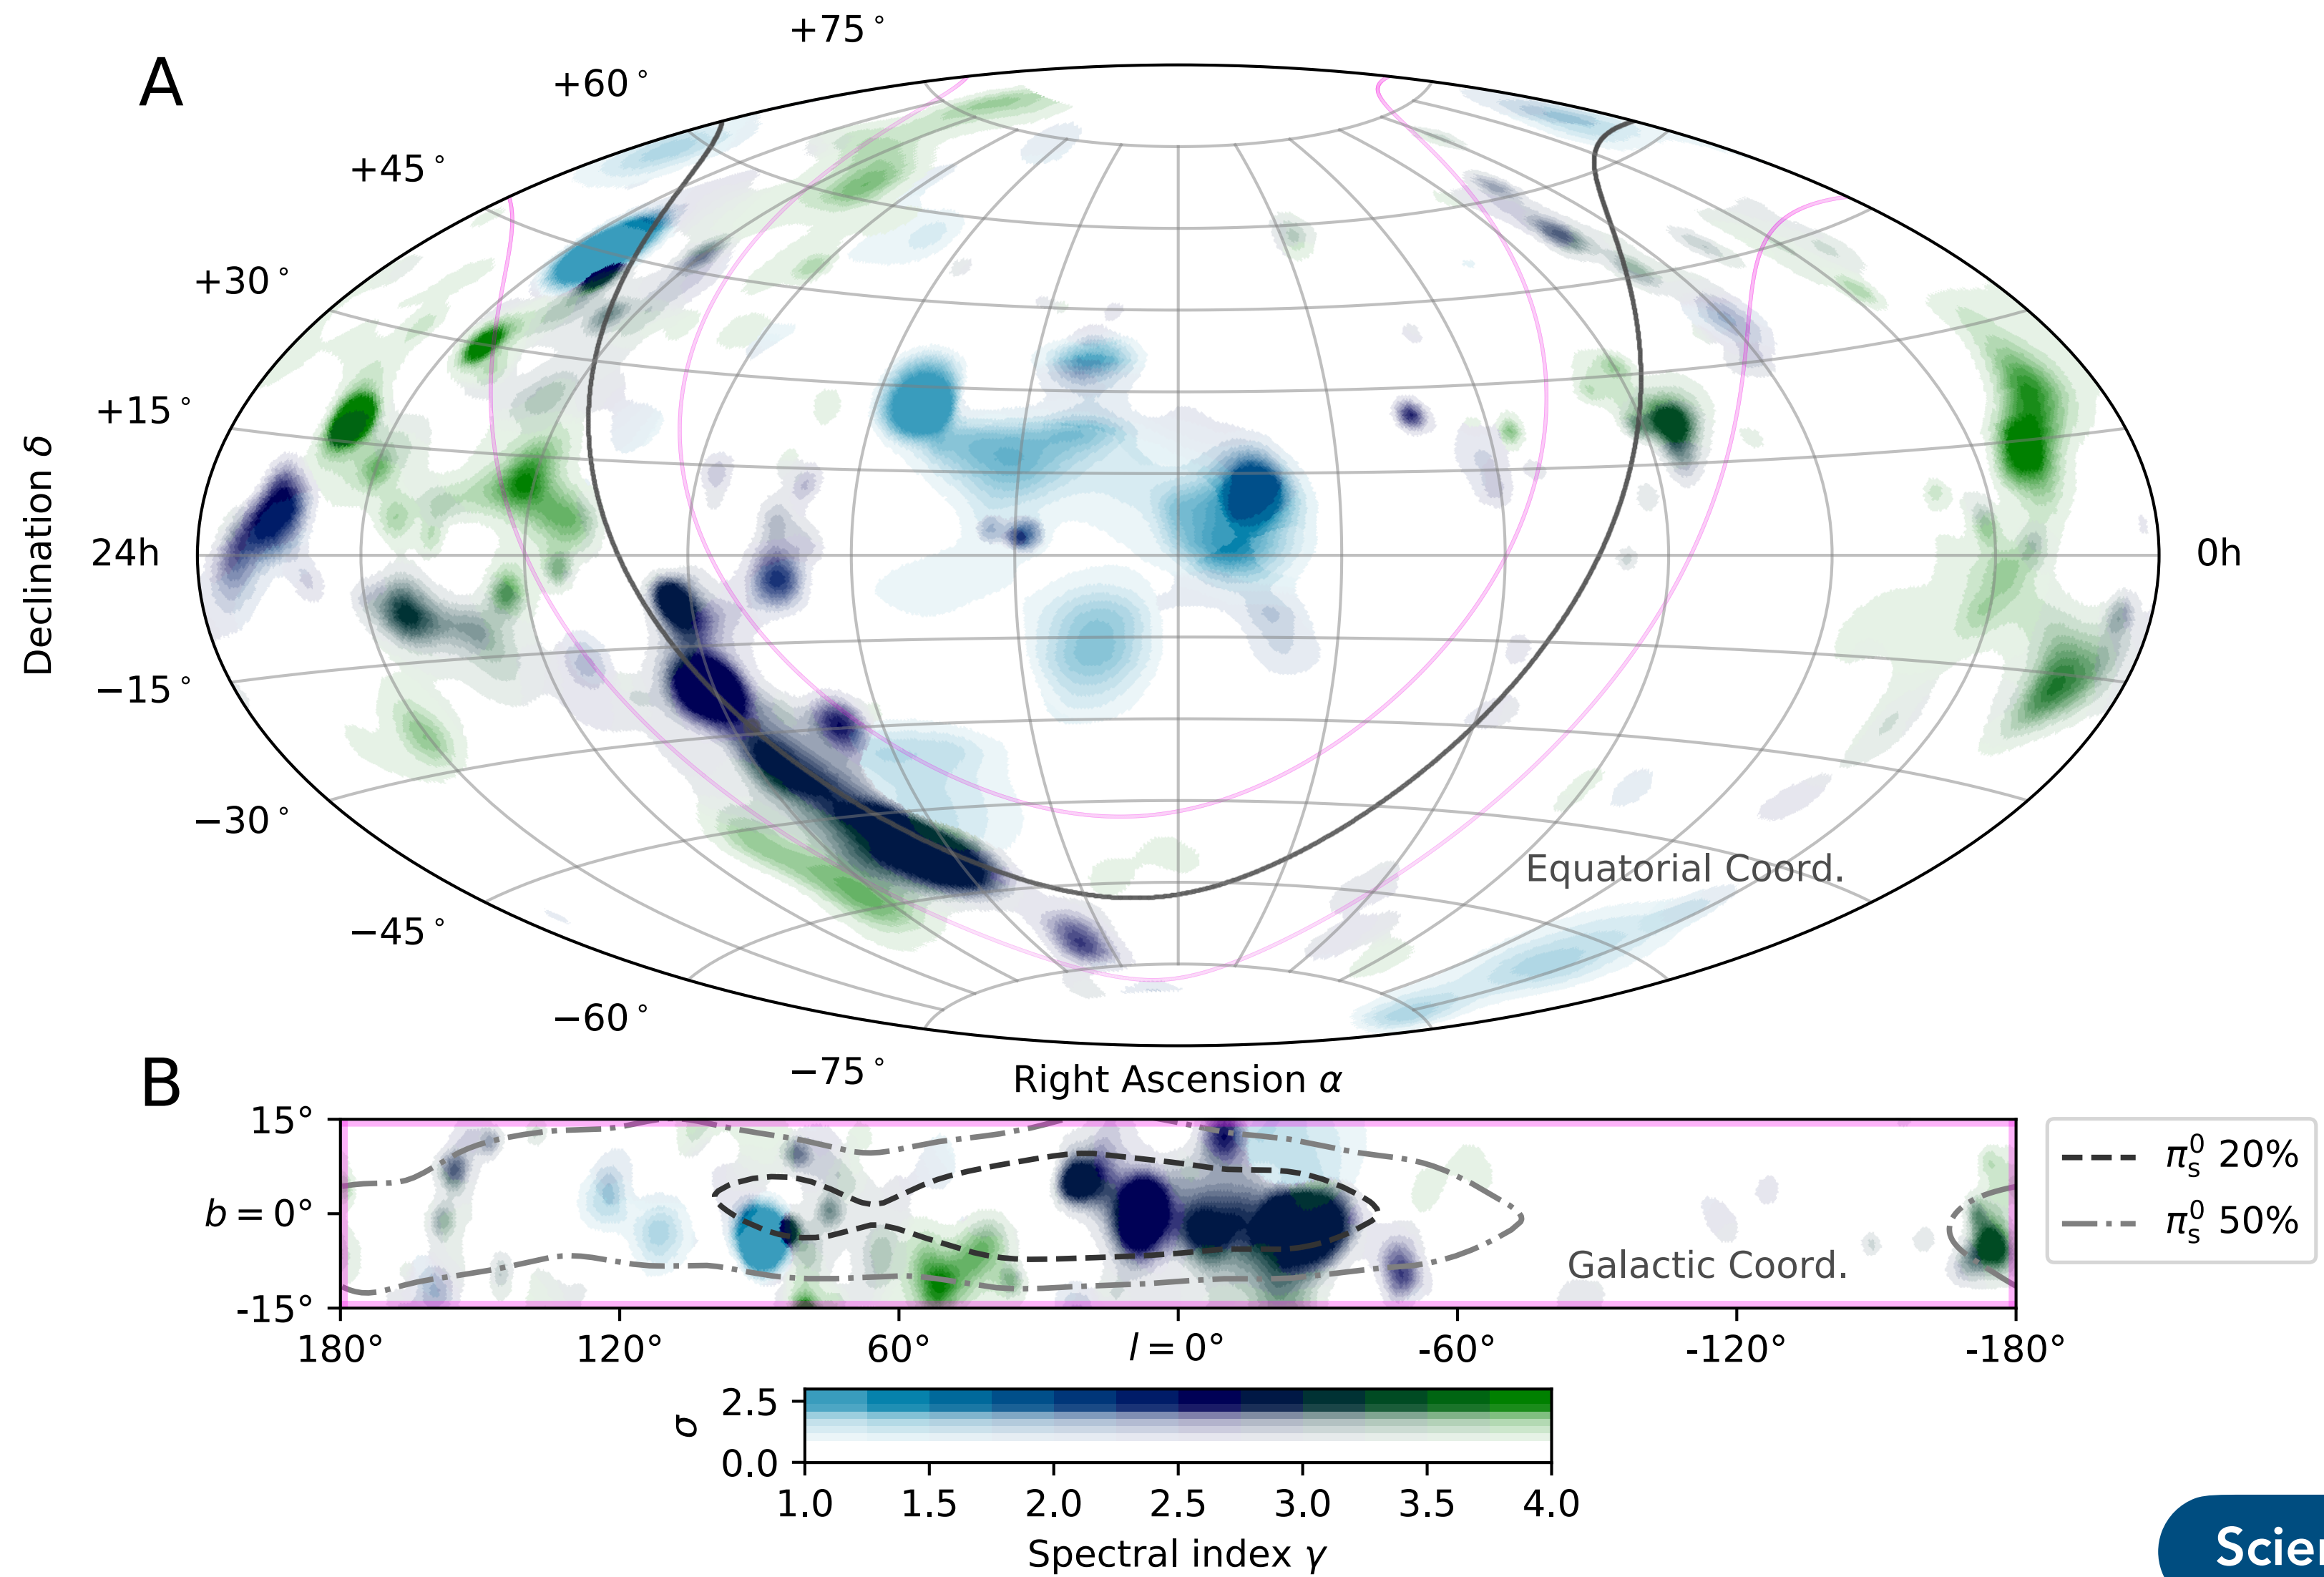 A
+75°
+60°
+45°
+30°
+15°
24h
0h
−15°
−30°
−45°
−60°
−75°
Declination δ
Equatorial Coord.
Right Ascension α
B
15°
b = 0°
-15°
180°
120°
60°
l = 0°
-60°
-120°
-180°
Galactic Coord.
π⁰ₛ 20%
π⁰ₛ 50%
σ
2.5
0.0
1.0
1.5
2.0
2.5
3.0
3.5
4.0
Spectral index γ